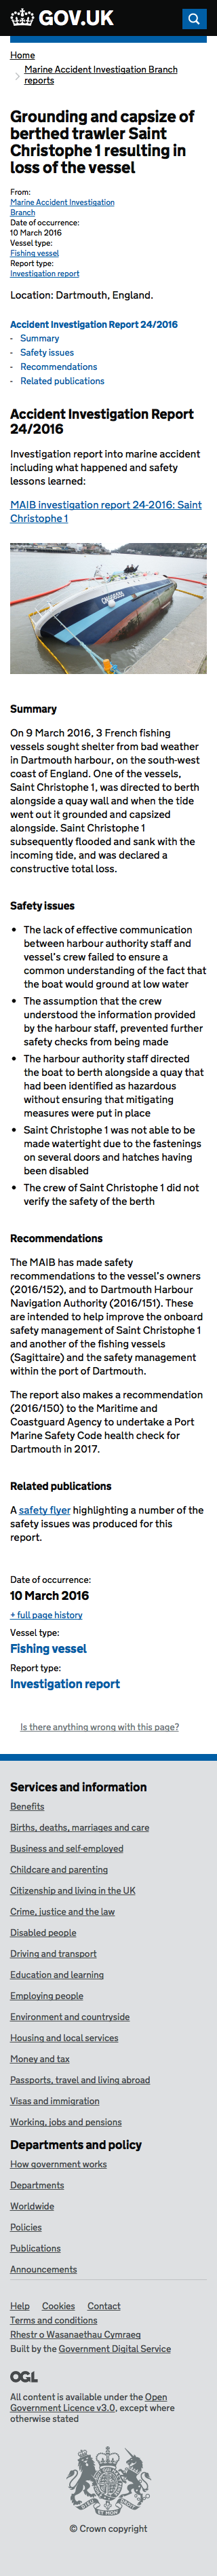 GOV.UK
Home
Marine Accident Investigation Branch
reports
Grounding and capsize of
berthed trawler Saint
Christophe 1 resulting in
loss of the vessel
From:
Marine Accident Investigation
Branch
Date of occurrence:
10 March 2016
Vessel type:
Fishing vessel
Report type:
Investigation report
Location: Dartmouth, England.
Accident Investigation Report 24/2016
- Summary
- Safety issues
- Recommendations
- Related publications
Accident Investigation Report
24/2016
Investigation report into marine accident
including what happened and safety
lessons learned:
MAIB investigation report 24-2016: Saint
Christophe 1
Summary
On 9 March 2016, 3 French fishing
vessels sought shelter from bad weather
in Dartmouth harbour, on the south-west
coast of England. One of the vessels,
Saint Christophe 1, was directed to berth
alongside a quay wall and when the tide
went out it grounded and capsized
alongside. Saint Christophe 1
subsequently flooded and sank with the
incoming tide, and was declared a
constructive total loss.
Safety issues
• The lack of effective communication
between harbour authority staff and
vessel's crew failed to ensure a
common understanding of the fact that
the boat would ground at low water
• The assumption that the crew
understood the information provided
by the harbour staff, prevented further
safety checks from being made
• The harbour authority staff directed
the boat to berth alongside a quay that
had been identified as hazardous
without ensuring that mitigating
measures were put in place
• Saint Christophe 1 was not able to be
made watertight due to the fastenings
on several doors and hatches having
been disabled
• The crew of Saint Christophe 1 did not
verify the safety of the berth
Recommendations
The MAIB has made safety
recommendations to the vessel's owners
(2016/152), and to Dartmouth Harbour
Navigation Authority (2016/151). These
are intended to help improve the onboard
safety management of Saint Christophe 1
and another of the fishing vessels
(Sagittaire) and the safety management
within the port of Dartmouth.
The report also makes a recommendation
(2016/150) to the Maritime and
Coastguard Agency to undertake a Port
Marine Safety Code health check for
Dartmouth in 2017.
Related publications
A safety flyer highlighting a number of the
safety issues was produced for this
report.
Date of occurrence:
10 March 2016
+ full page history
Vessel type:
Fishing vessel
Report type:
Investigation report
Is there anything wrong with this page?
Services and information
Benefits
Births, deaths, marriages and care
Business and self-employed
Childcare and parenting
Citizenship and living in the UK
Crime, justice and the law
Disabled people
Driving and transport
Education and learning
Employing people
Environment and countryside
Housing and local services
Money and tax
Passports, travel and living abroad
Visas and immigration
Working, jobs and pensions
Departments and policy
How government works
Departments
Worldwide
Policies
Publications
Announcements
Help Cookies Contact
Terms and conditions
Rhestr o Wasanaethau Cymraeg
Built by the Government Digital Service
OGL
All content is available under the Open
Government Licence v3.0, except where
otherwise stated
© Crown copyright